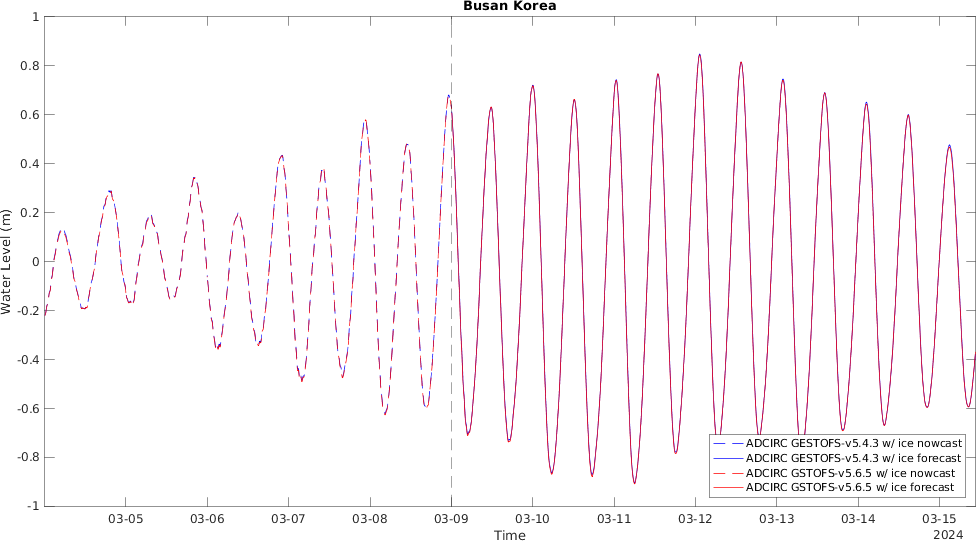 Busan Korea
Water Level (m)
1
0.8
0.6
0.4
0.2
0
-0.2
-0.4
-0.6
-0.8
-1
ADCIRC GESTOFS-v5.4.3 w/ ice nowcast
ADCIRC GESTOFS-v5.4.3 w/ ice forecast
ADCIRC GSTOFS-v5.6.5 w/ ice nowcast
ADCIRC GSTOFS-v5.6.5 w/ ice forecast
03-05 03-06 03-07 03-08 03-09 03-10 03-11 03-12 03-13 03-14 03-15
Time
2024